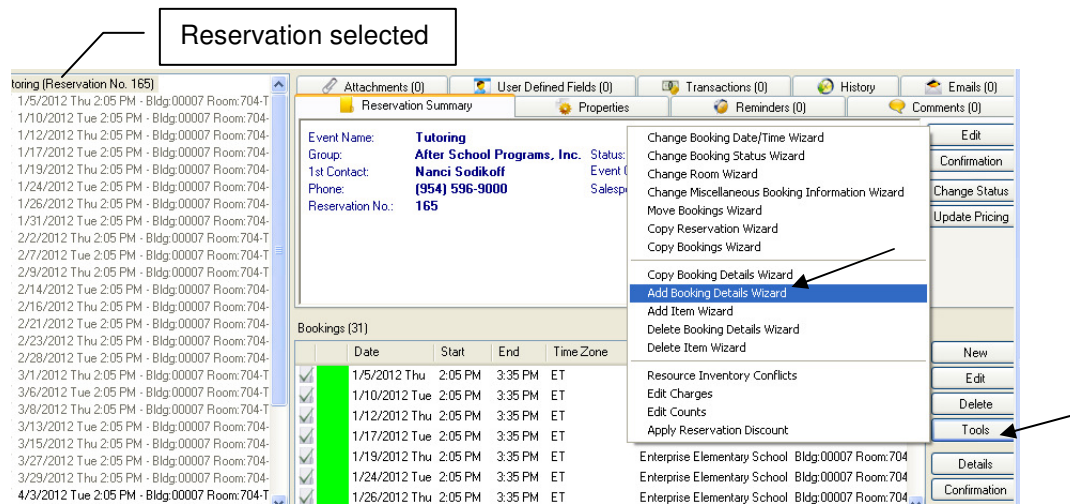 Reservation selected
toring (Reservation No. 165)
1/5/2012 Thu 2:05 PM - Bldg:00007 Room:704-T
1/10/2012 Tue 2:05 PM - Bldg:00007 Room:704-
1/12/2012 Thu 2:05 PM - Bldg:00007 Room:704-
1/17/2012 Tue 2:05 PM - Bldg:00007 Room:704-
1/19/2012 Thu 2:05 PM - Bldg:00007 Room:704-
1/24/2012 Tue 2:05 PM - Bldg:00007 Room:704-
1/26/2012 Thu 2:05 PM - Bldg:00007 Room:704-
1/31/2012 Tue 2:05 PM - Bldg:00007 Room:704-
2/2/2012 Thu 2:05 PM - Bldg:00007 Room:704-T
2/7/2012 Tue 2:05 PM - Bldg:00007 Room:704-T
2/9/2012 Thu 2:05 PM - Bldg:00007 Room:704-T
2/14/2012 Tue 2:05 PM - Bldg:00007 Room:704-
2/16/2012 Thu 2:05 PM - Bldg:00007 Room:704-
2/21/2012 Tue 2:05 PM - Bldg:00007 Room:704-
2/23/2012 Thu 2:05 PM - Bldg:00007 Room:704-
2/28/2012 Tue 2:05 PM - Bldg:00007 Room:704-
3/1/2012 Thu 2:05 PM - Bldg:00007 Room:704-T
3/6/2012 Tue 2:05 PM - Bldg:00007 Room:704-T
3/8/2012 Thu 2:05 PM - Bldg:00007 Room:704-T
3/13/2012 Tue 2:05 PM - Bldg:00007 Room:704-
3/15/2012 Thu 2:05 PM - Bldg:00007 Room:704-
3/27/2012 Tue 2:05 PM - Bldg:00007 Room:704-
3/29/2012 Thu 2:05 PM - Bldg:00007 Room:704-
4/3/2012 Tue 2:05 PM - Bldg:00007 Room:704-T
Attachments (0) User Defined Fields (0) Transactions (0) History Emails (0)
Reservation Summary Properties Reminders (0) Comments (0)
Event Name: Tutoring
Group: After School Programs, Inc. Status:
1st Contact: Nanci Sodikoff Event (
Phone: (954) 596-9000 Salesp
Reservation No.: 165
Change Booking Date/Time Wizard
Change Booking Status Wizard
Change Room Wizard
Change Miscellaneous Booking Information Wizard
Move Bookings Wizard
Copy Reservation Wizard
Copy Bookings Wizard
Copy Booking Details Wizard
Add Booking Details Wizard
Add Item Wizard
Delete Booking Details Wizard
Delete Item Wizard
Resource Inventory Conflicts
Edit Charges
Edit Counts
Apply Reservation Discount
Edit
Confirmation
Change Status
Update Pricing
Bookings (31)
Date Start End Time Zone
1/5/2012 Thu 2:05 PM 3:35 PM ET
1/10/2012 Tue 2:05 PM 3:35 PM ET
1/12/2012 Thu 2:05 PM 3:35 PM ET
1/17/2012 Tue 2:05 PM 3:35 PM ET
1/19/2012 Thu 2:05 PM 3:35 PM ET Enterprise Elementary School Bldg:00007 Room:704
1/24/2012 Tue 2:05 PM 3:35 PM ET Enterprise Elementary School Bldg:00007 Room:704
1/26/2012 Thu 2:05 PM 3:35 PM ET Enterprise Elementary School Bldg:00007 Room:704
New
Edit
Delete
Tools
Details
Confirmation